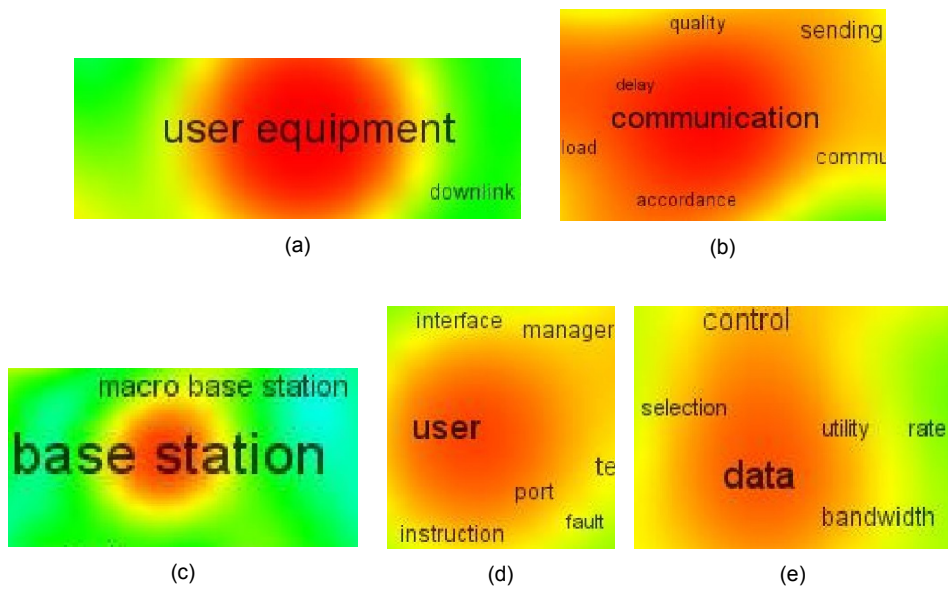 user equipment
downlink
(a)
quality
sending
delay
communication
load
commu
accordance
(b)
macro base station
base station
(c)
interface
manager
user
te
port
fault
instruction
(d)
control
selection
utility
rate
data
bandwidth
(e)